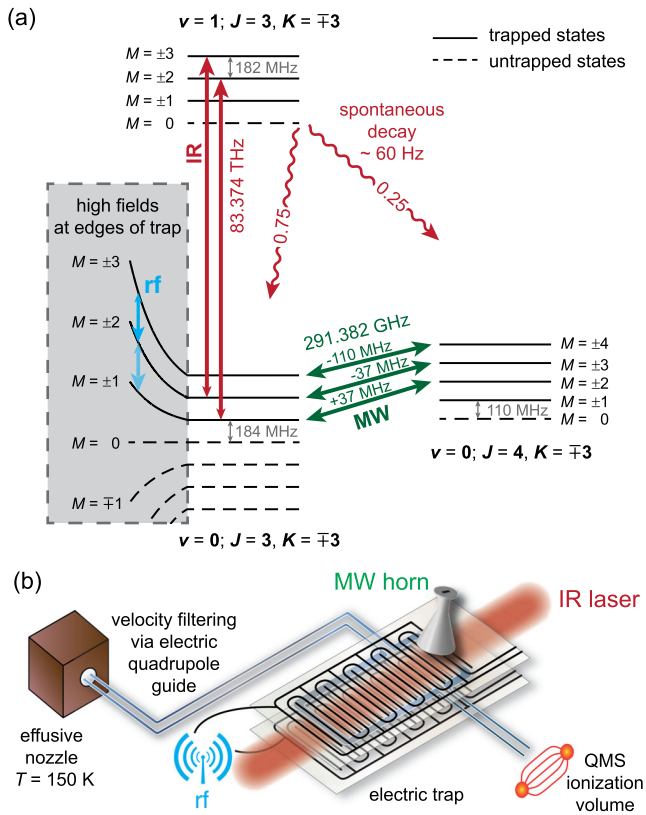 (a)
v = 1; J = 3, K = ∓3
M = ±3
M = ±2
M = ±1
M = 0
182 MHz
trapped states
untrapped states
IR
83.374 THz
spontaneous
decay
~ 60 Hz
0.75
0.25
high fields
at edges of trap
M = ±3
rf
M = ±2
M = ±1
M = 0
M = ∓1
184 MHz
291.382 GHz
-110 MHz
-37 MHz
+37 MHz
MW
M = ±4
M = ±3
M = ±2
M = ±1
M = 0
110 MHz
v = 0; J = 4, K = ∓3
v = 0; J = 3, K = ∓3
(b)
MW horn
IR laser
velocity filtering
via electric
quadrupole
guide
effusive
nozzle
T = 150 K
rf
electric trap
QMS
ionization
volume